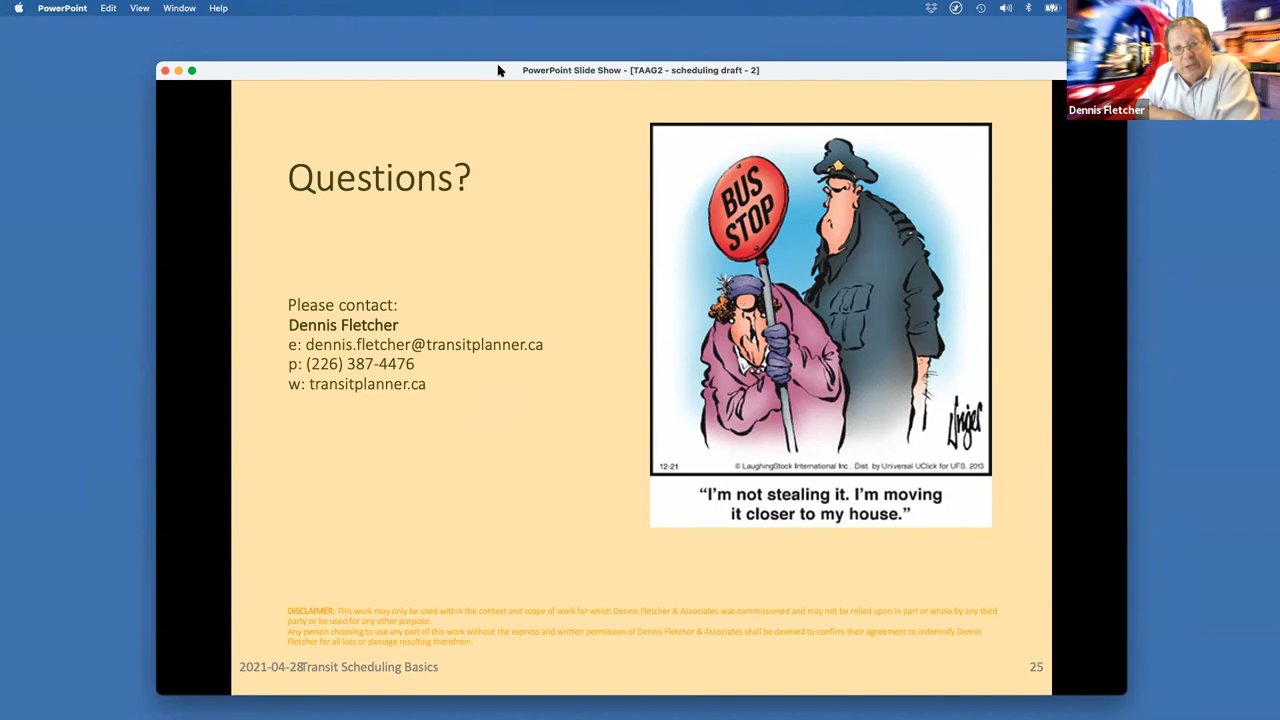 PowerPoint Edit View Window Help
PowerPoint Slide Show - [TAAG2 - scheduling draft - 2]
Dennis Fletcher
Questions?
Please contact:
Dennis Fletcher
e: dennis.fletcher@transitplanner.ca
p: (226) 387-4476
w: transitplanner.ca
BUS
STOP
Unger
12-21 © LaughingStock International Inc., Dist. by Universal UClick for UFS, 2013
“I’m not stealing it. I’m moving
it closer to my house.”
DISCLAIMER: This work may only be used within the context and scope of work for which Dennis Fletcher & Associates was commissioned and may not be relied upon in part or whole by any third
party or be used for any other purpose.
Any person choosing to use any part of this work without the express and written permission of Dennis Fletcher & Associates shall be deemed to confirm their agreement to indemnify Dennis
Fletcher for all loss or damage resulting therefrom.
2021-04-28 Transit Scheduling Basics 25